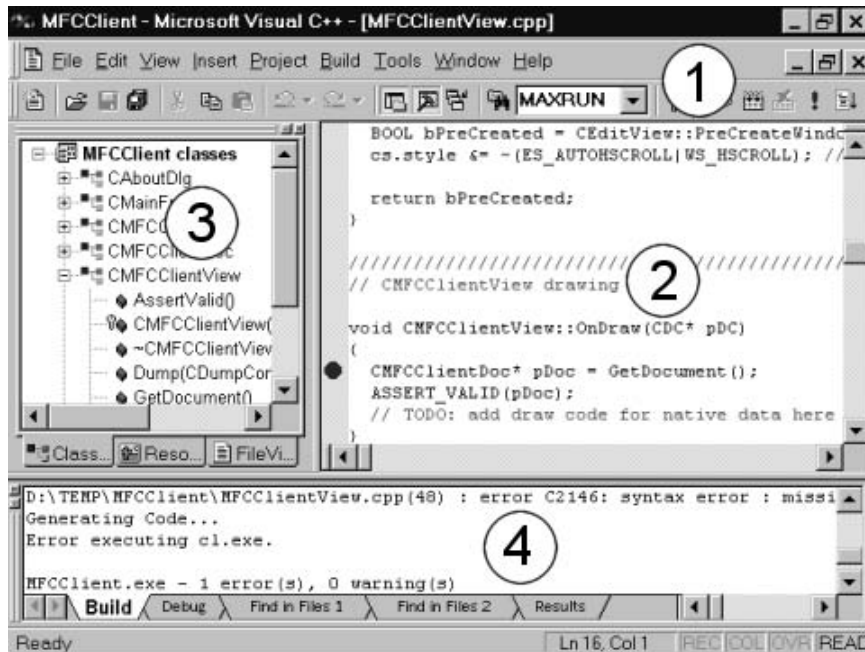 MFCClient - Microsoft Visual C++ - [MFCClientView.cpp]
File Edit View Insert Project Build Tools Window Help
1
MAXRUN
MFCClient classes
CAboutDlg
CMainF
CMFCC
3
CMFCClientView
AssertValid()
CMFCClientView(
~CMFCClientView
Dump(CDumpCon
GetDocument()
Class... Reso... FileVi...
BOOL bPreCreated = CEditView::PreCreateWindo
cs.style &= ~(ES_AUTOHSCROLL|WS_HSCROLL); //
return bPreCreated;
}
////////////////////////////////////////////
// CMFCClientView drawing
2
void CMFCClientView::OnDraw(CDC* pDC)
{
CMFCClientDoc* pDoc = GetDocument();
ASSERT_VALID(pDoc);
// TODO: add draw code for native data here
}
D:\TEMP\MFCClient\MFCClientView.cpp(48) : error C2146: syntax error : missi
Generating Code...
Error executing cl.exe.
4
MFCClient.exe - 1 error(s), 0 warning(s)
Build Debug Find in Files 1 Find in Files 2 Results
Ready Ln 16, Col 1 REC COL OVR READ